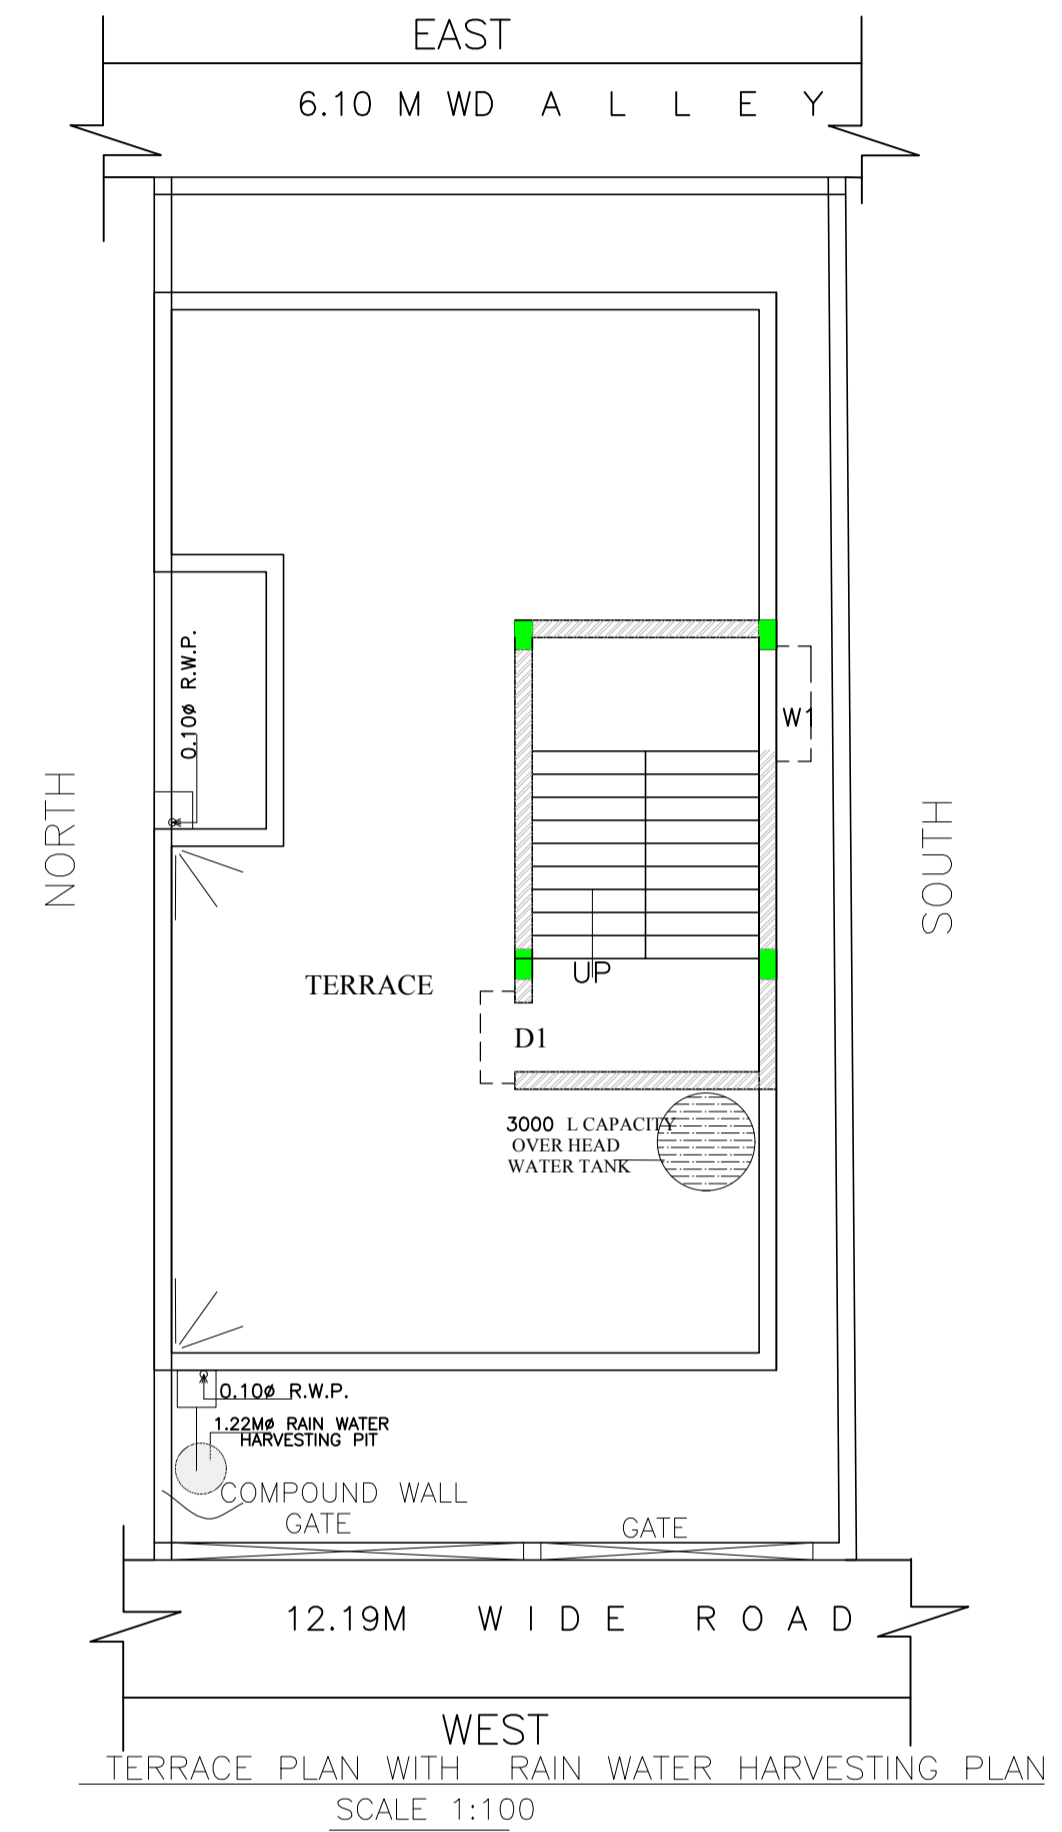 EAST
6.10 M WD A L L E Y
0.10ø R.W.P.
W1
NORTH
SOUTH
UP
TERRACE
D1
3000 L CAPACITY
OVER HEAD
WATER TANK
0.10ø R.W.P.
1.22Mø RAIN WATER
HARVESTING PIT
COMPOUND WALL
GATE
GATE
12.19M W I D E R O A D
WEST
TERRACE PLAN WITH RAIN WATER HARVESTING PLAN
SCALE 1:100